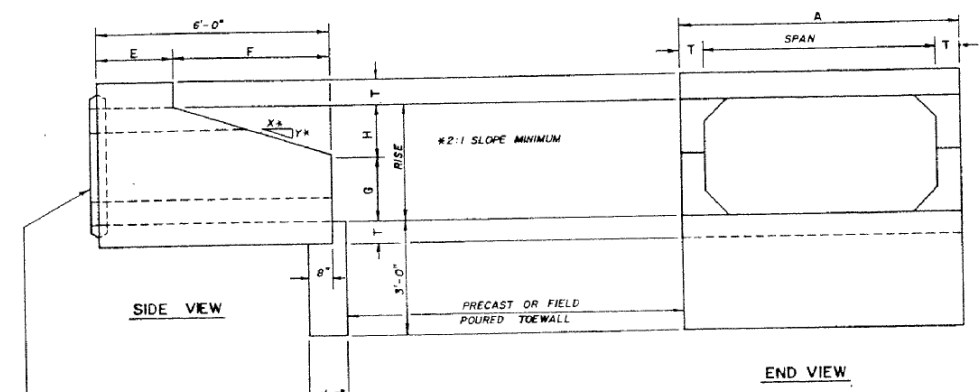 6'-0"
A
E
F
T
SPAN
T
T
X*
Y*
H
*2:1 SLOPE MINIMUM
RISE
G
T
8"
3'-0"
PRECAST OR FIELD
POURED TOEWALL
SIDE VIEW
END VIEW